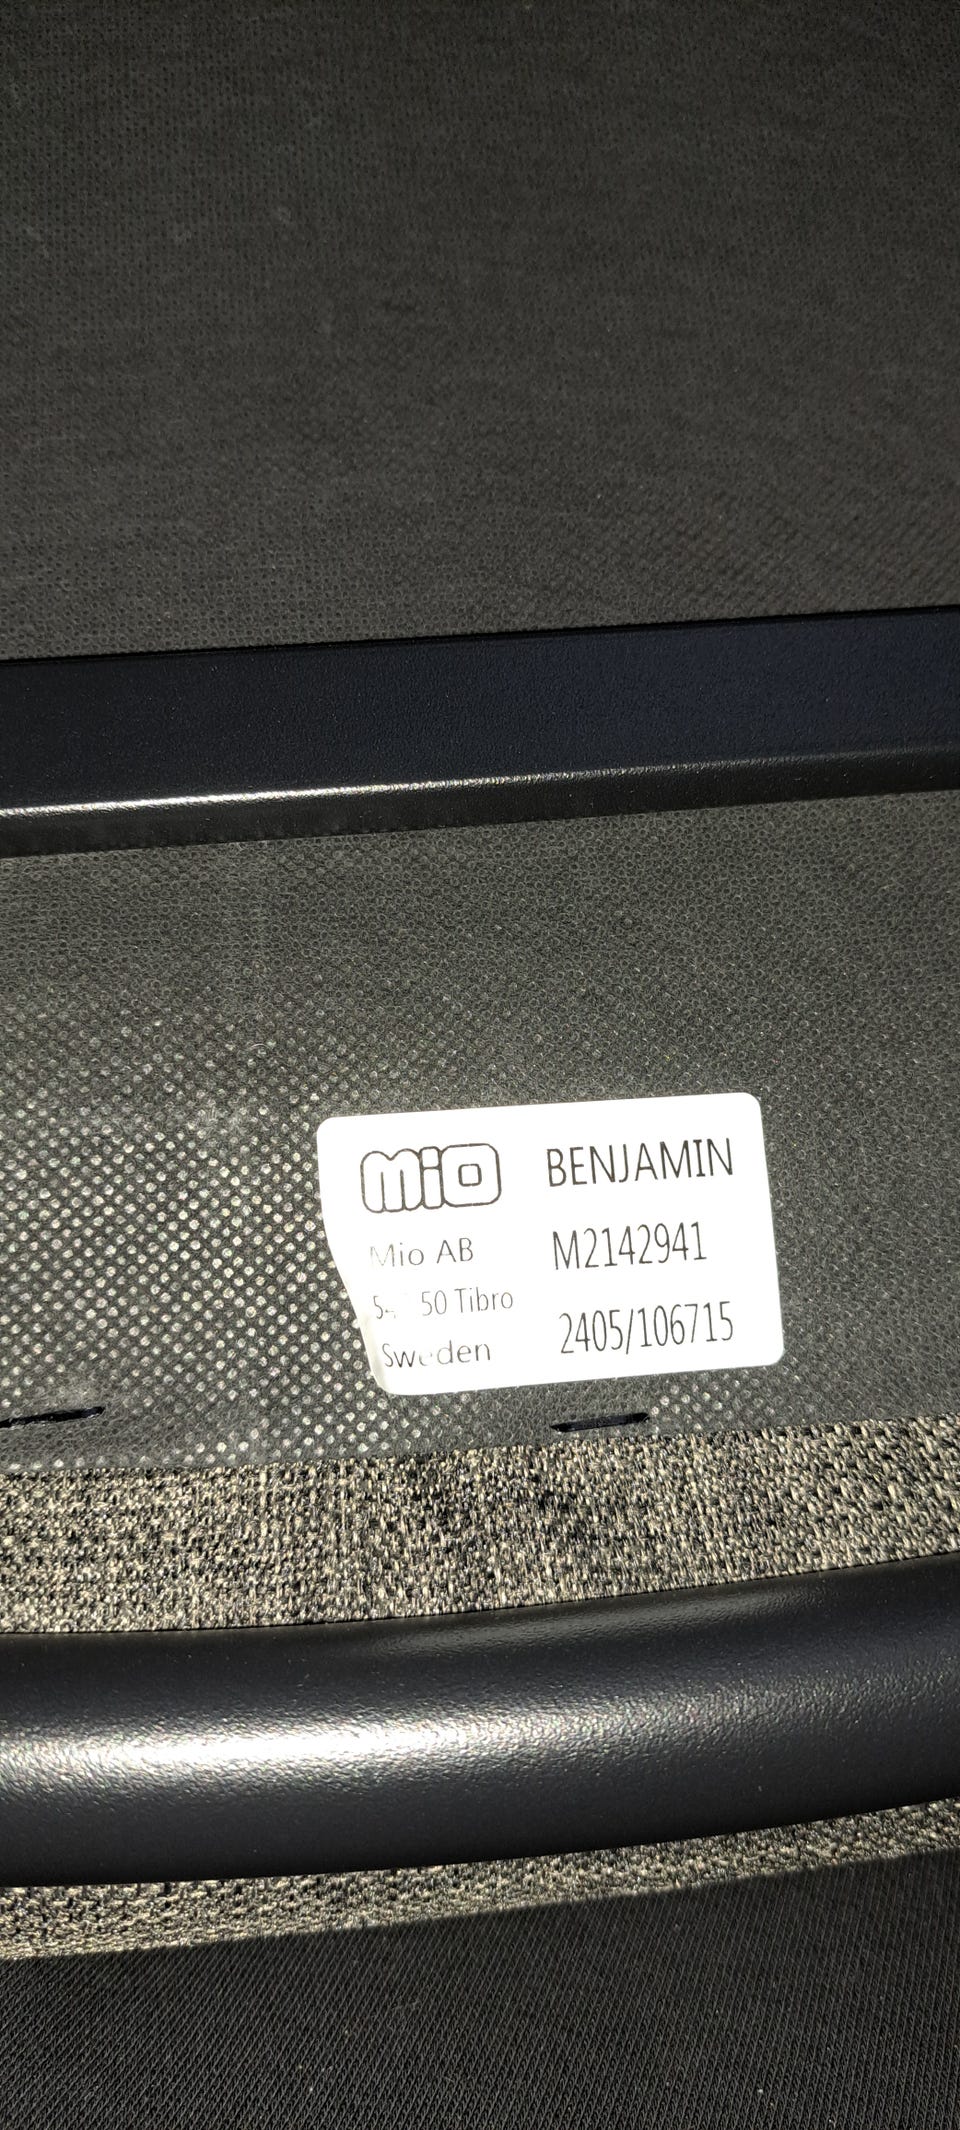 mio
Mio AB
50 Tibro
Sweden
BENJAMIN
M2142941
2405/106715